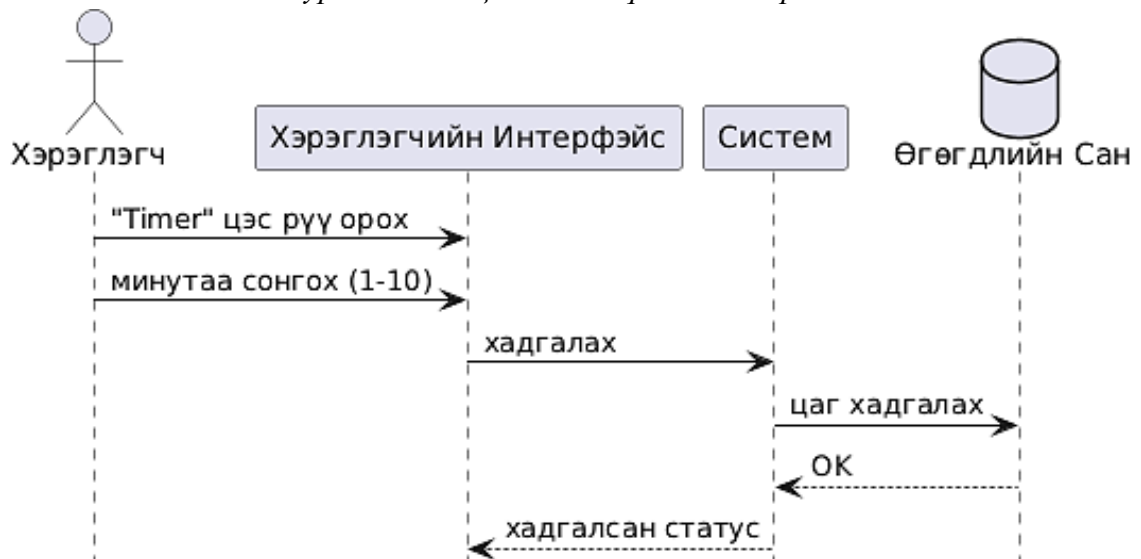 Хэрэглэгч
Хэрэглэгчийн Интерфэйс
Систем
Өгөгдлийн Сан
"Timer" цэс рүү орох
минутаа сонгох (1-10)
хадгалах
цаг хадгалах
OK
хадгалсан статус